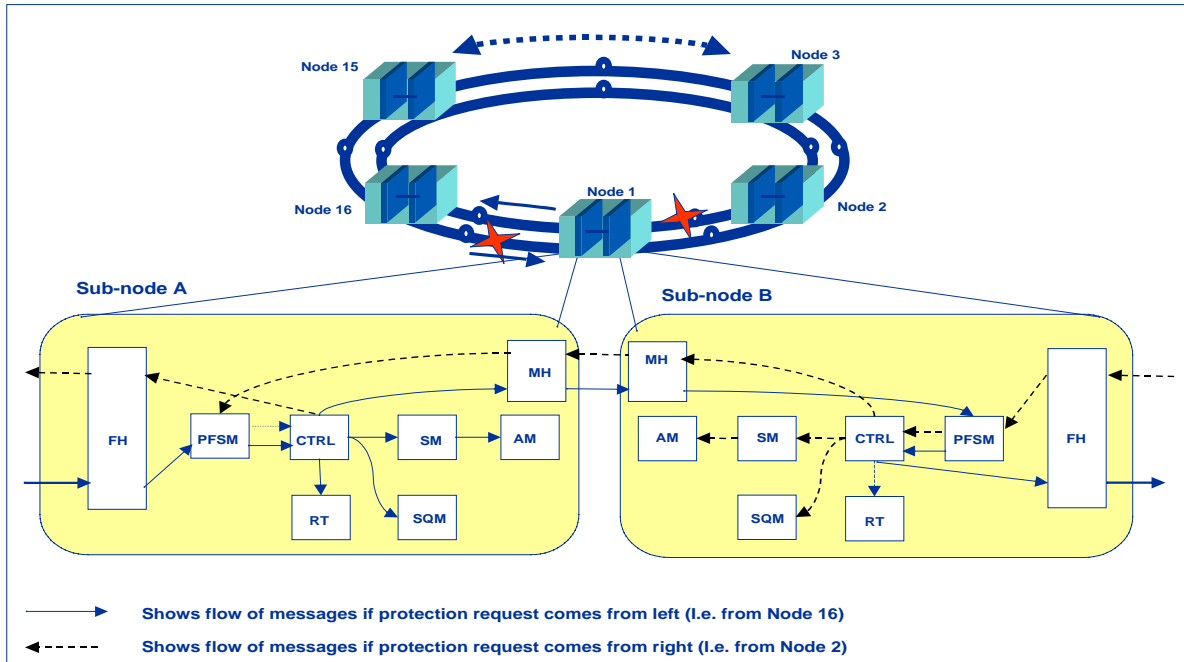 Node 15
Node 3
Node 1
Node 16
Node 2
Sub-node A
Sub-node B
MH
MH
FH
PFSM
CTRL
SM
AM
AM
SM
CTRL
PFSM
FH
RT
SQM
SQM
RT
Shows flow of messages if protection request comes from left (I.e. from Node 16)
Shows flow of messages if protection request comes from right (I.e. from Node 2)